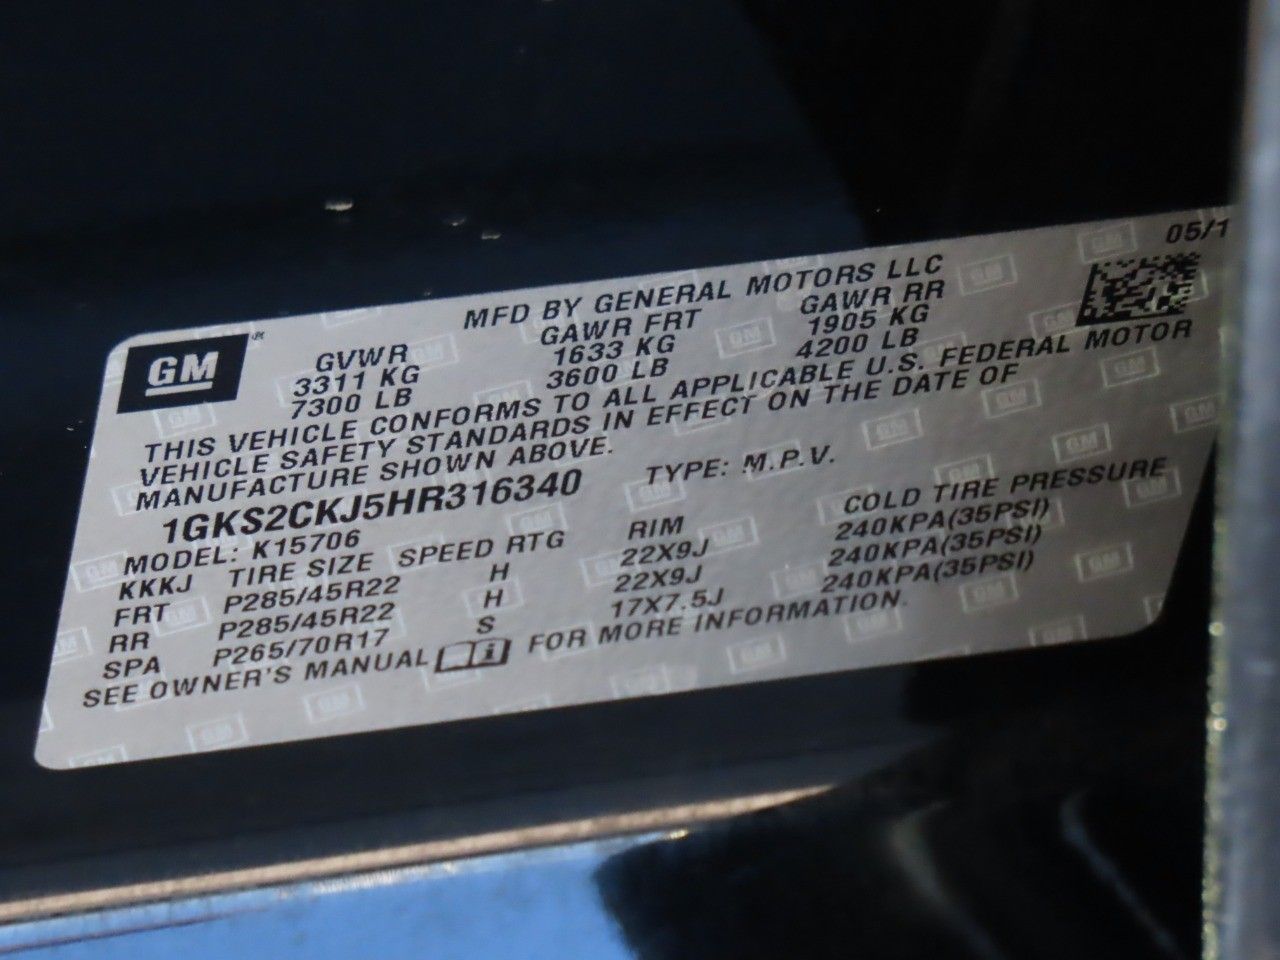 05/1
MFD BY GENERAL MOTORS LLC
GM®
GVWR GAWR FRT GAWR RR
3311 KG 1633 KG 1905 KG
7300 LB 3600 LB 4200 LB
THIS VEHICLE CONFORMS TO ALL APPLICABLE U.S. FEDERAL MOTOR
VEHICLE SAFETY STANDARDS IN EFFECT ON THE DATE OF
MANUFACTURE SHOWN ABOVE.
1GKS2CKJ5HR316340 TYPE: M.P.V.
MODEL: K15706
KKKJ TIRE SIZE SPEED RTG RIM COLD TIRE PRESSURE
FRT P285/45R22 H 22X9J 240KPA(35PSI)
RR P285/45R22 H 22X9J 240KPA(35PSI)
SPA P265/70R17 S 17X7.5J 240KPA(35PSI)
SEE OWNER'S MANUAL FOR MORE INFORMATION.